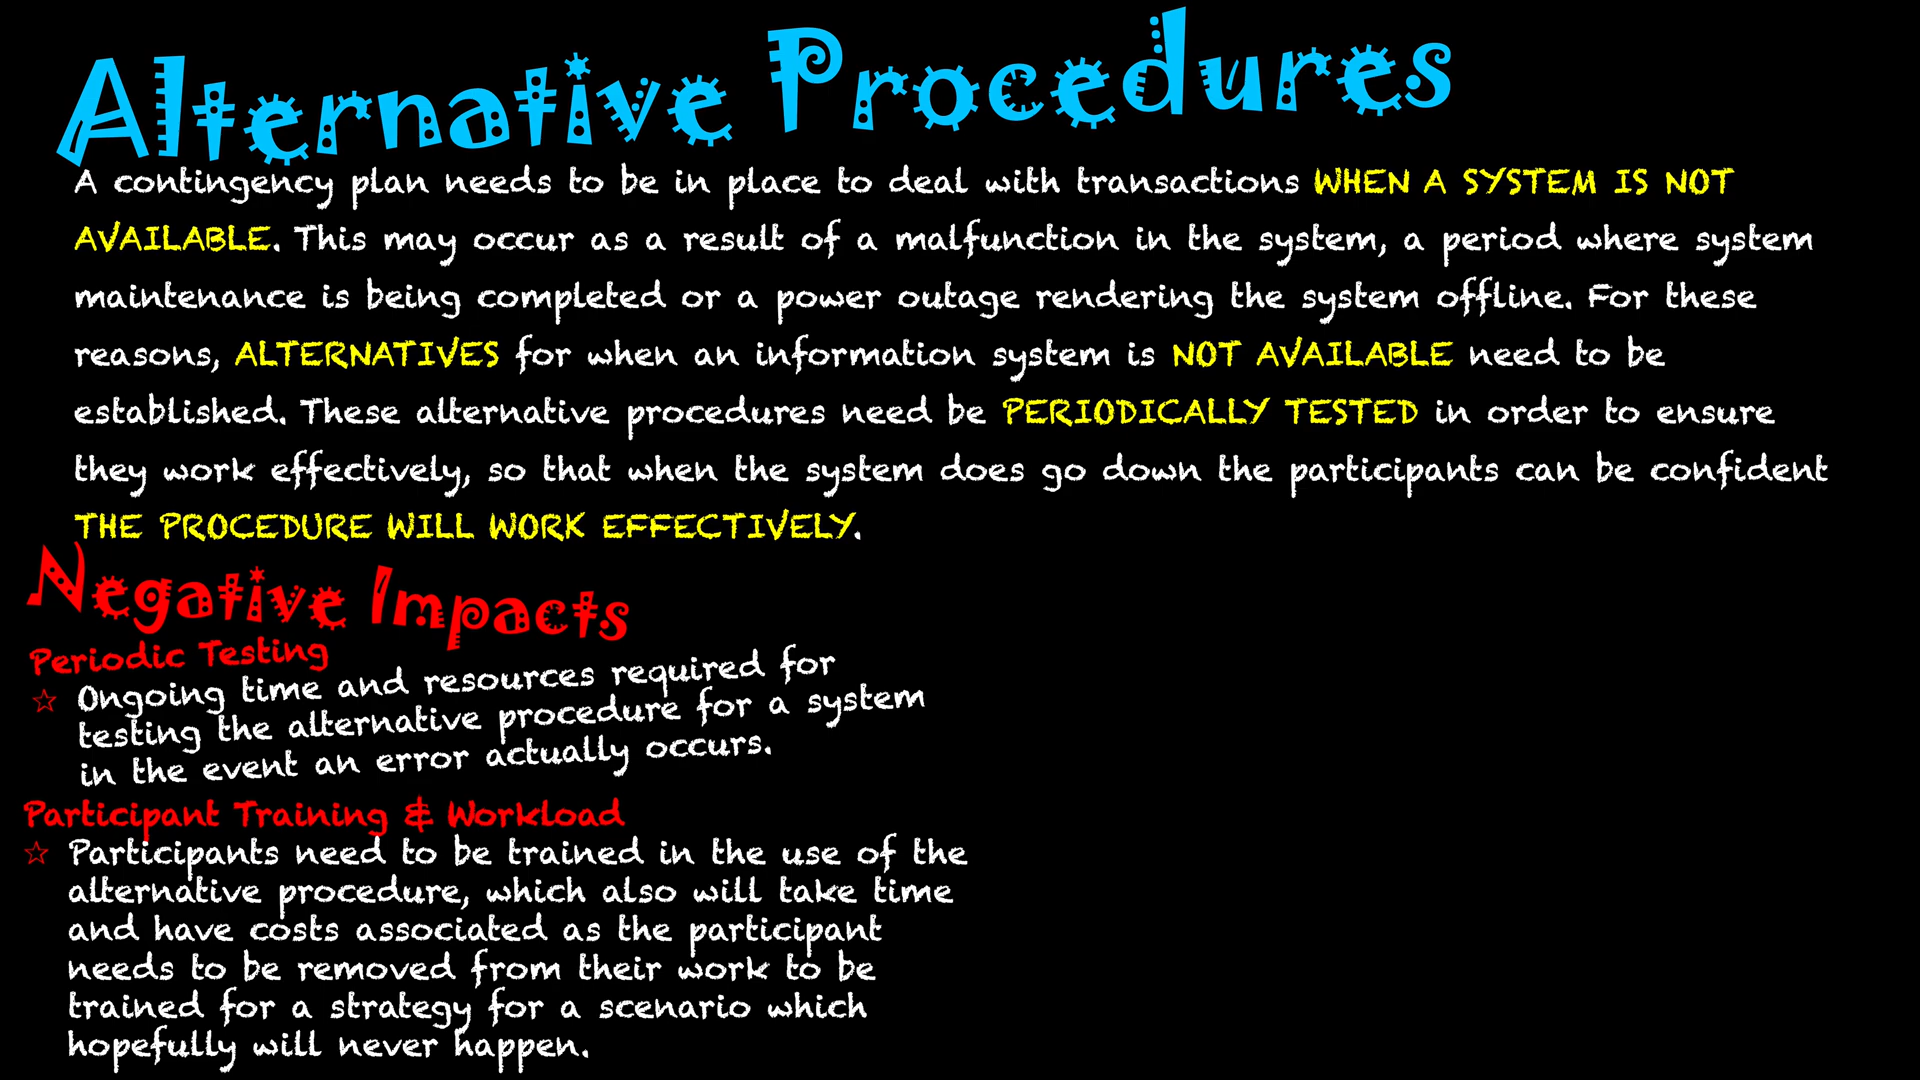 Alternative Procedures
A contingency plan needs to be in place to deal with transactions WHEN A SYSTEM IS NOT
AVAILABLE. This may occur as a result of a malfunction in the system, a period where system
maintenance is being completed or a power outage rendering the system offline. For these
reasons, ALTERNATIVES for when an information system is NOT AVAILABLE need to be
established. These alternative procedures need be PERIODICALLY TESTED in order to ensure
they work effectively, so that when the system does go down the participants can be confident
THE PROCEDURE WILL WORK EFFECTIVELY.
Negative Impacts
Periodic Testing
☆ Ongoing time and resources required for
testing the alternative procedure for a system
in the event an error actually occurs.
Participant Training & Workload
☆ Participants need to be trained in the use of the
alternative procedure, which also will take time
and have costs associated as the participant
needs to be removed from their work to be
trained for a strategy for a scenario which
hopefully will never happen.